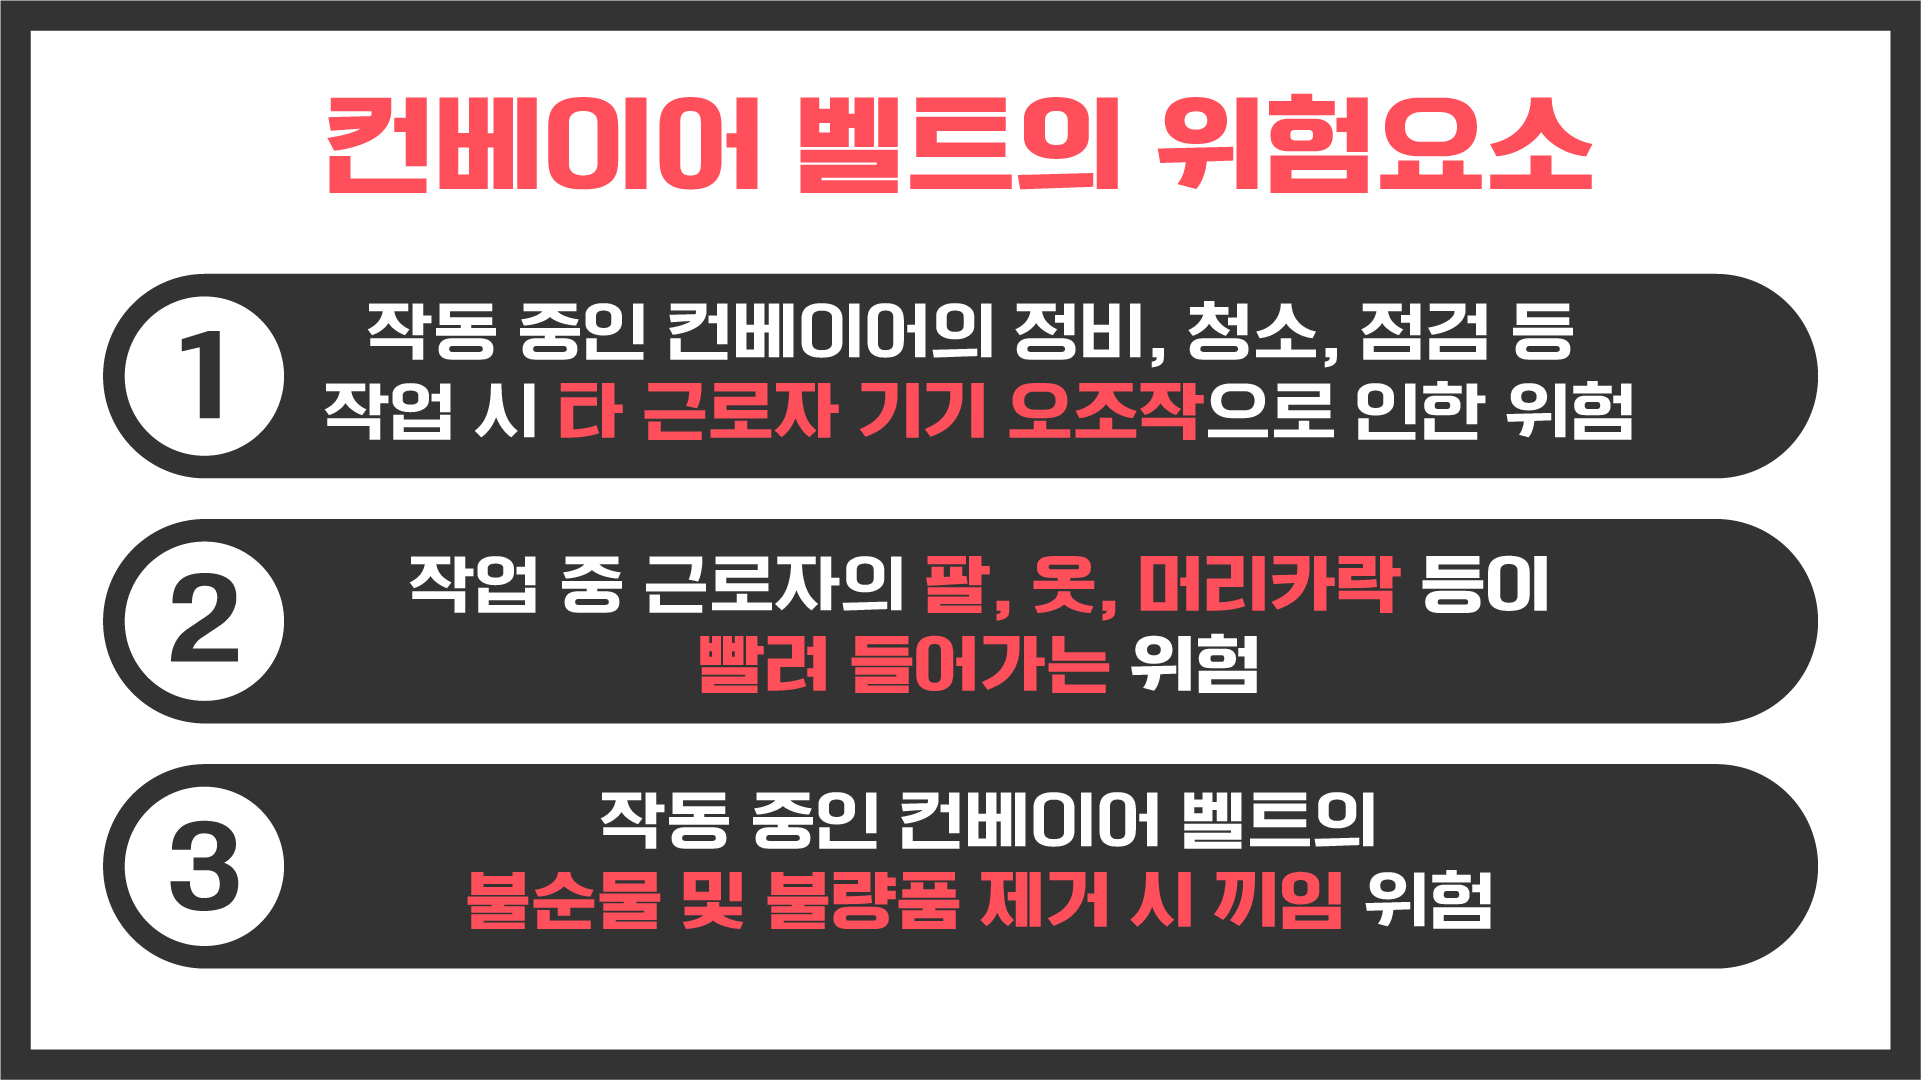 컨베이어 벨트의 위험요소
1
작동 중인 컨베이어의 정비, 청소, 점검 등
작업 시 타 근로자 기기 오조작으로 인한 위험
2
작업 중 근로자의 팔, 옷, 머리카락 등이
빨려 들어가는 위험
3
작동 중인 컨베이어 벨트의
불순물 및 불량품 제거 시 끼임 위험